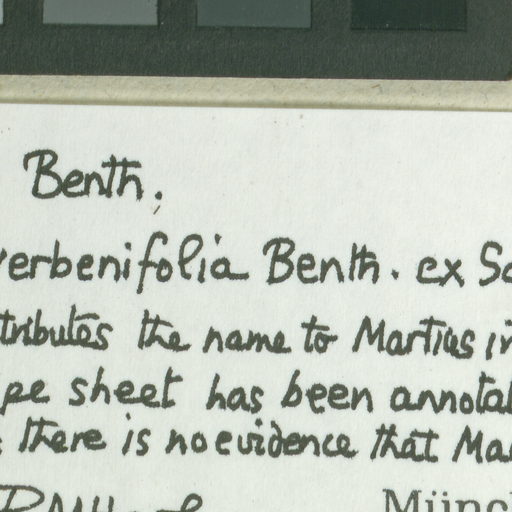 Benth.
verbenifolia Benth. ex Sc
tributes the name to Martius in
pe sheet has been annotat
there is no evidence that Ma
Münc